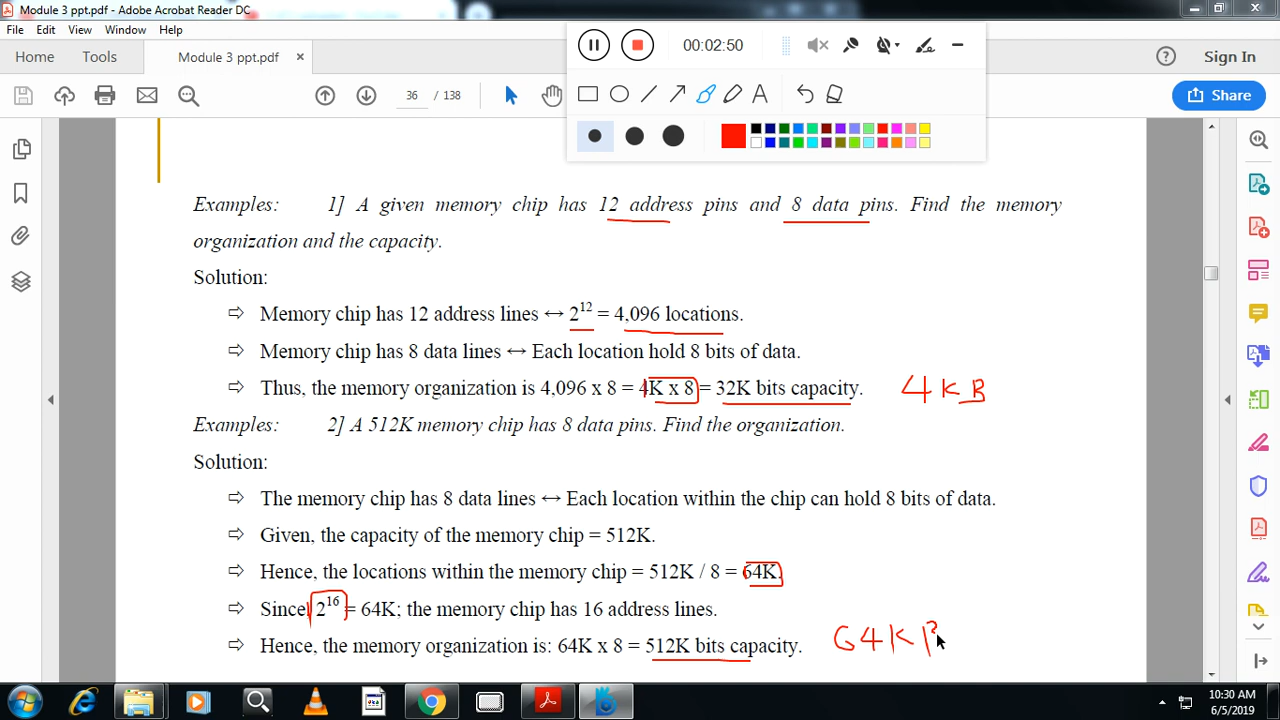 Module 3 ppt.pdf - Adobe Acrobat Reader DC
File Edit View Window Help
00:02:50
Home Tools Module 3 ppt.pdf × Sign In
36 / 138 Share
Examples: 1] A given memory chip has 12 address pins and 8 data pins. Find the memory
organization and the capacity.
Solution:
⇨ Memory chip has 12 address lines ↔ 2¹² = 4,096 locations.
⇨ Memory chip has 8 data lines ↔ Each location hold 8 bits of data.
⇨ Thus, the memory organization is 4,096 x 8 = 4K x 8 = 32K bits capacity. 4 K B
Examples: 2] A 512K memory chip has 8 data pins. Find the organization.
Solution:
⇨ The memory chip has 8 data lines ↔ Each location within the chip can hold 8 bits of data.
⇨ Given, the capacity of the memory chip = 512K.
⇨ Hence, the locations within the memory chip = 512K / 8 = 64K.
⇨ Since 2¹⁶ = 64K; the memory chip has 16 address lines.
⇨ Hence, the memory organization is: 64K x 8 = 512K bits capacity. 64K
10:30 AM
6/5/2019